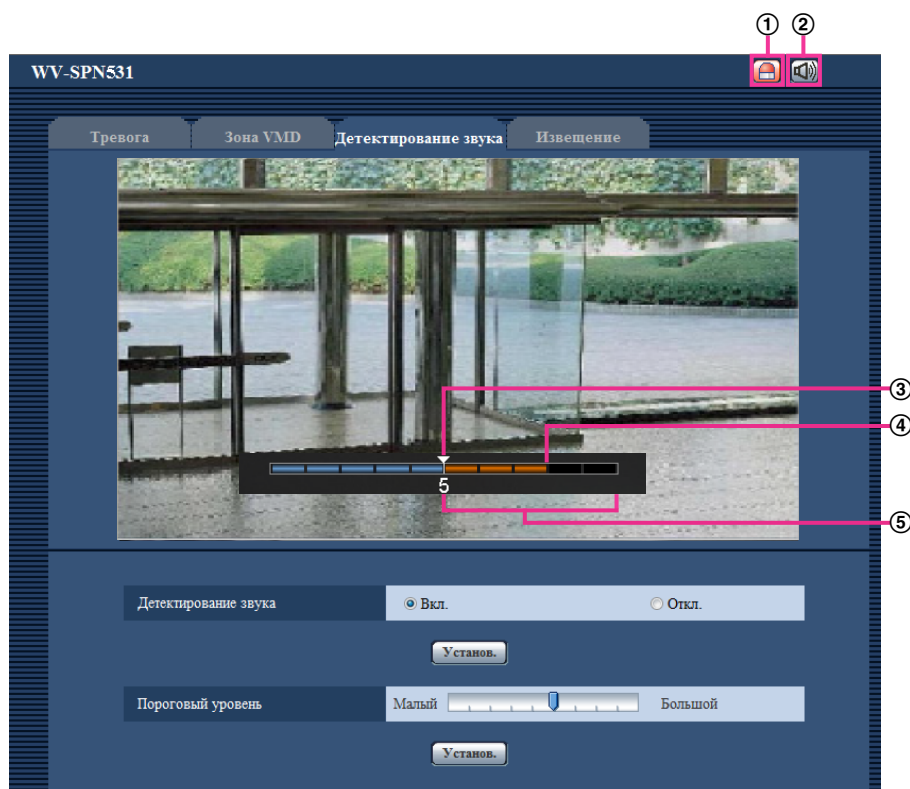 ① ②
WV-SPN531
Тревога Зона VMD Детектирование звука Извещение
③
④
5
⑤
Детектирование звука Вкл. Откл.
Установ.
Пороговый уровень Малый Большой
Установ.